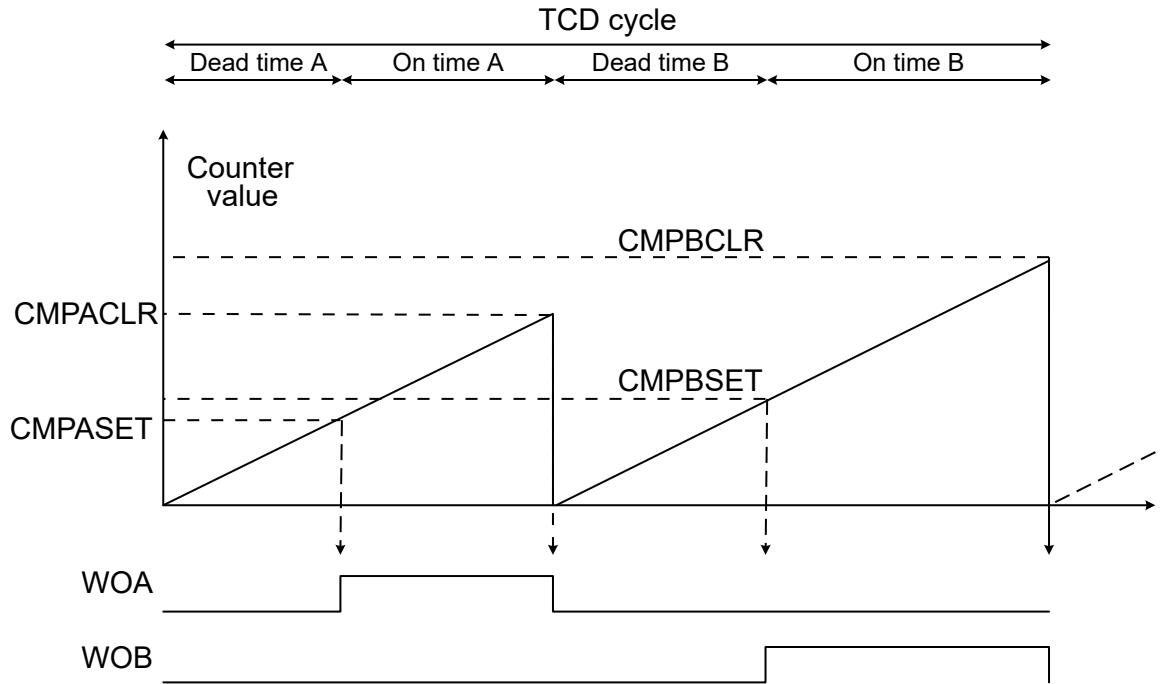 TCD cycle
Dead time A
On time A
Dead time B
On time B
Counter
value
CMPBCLR
CMPACLR
CMPBSET
CMPASET
WOA
WOB